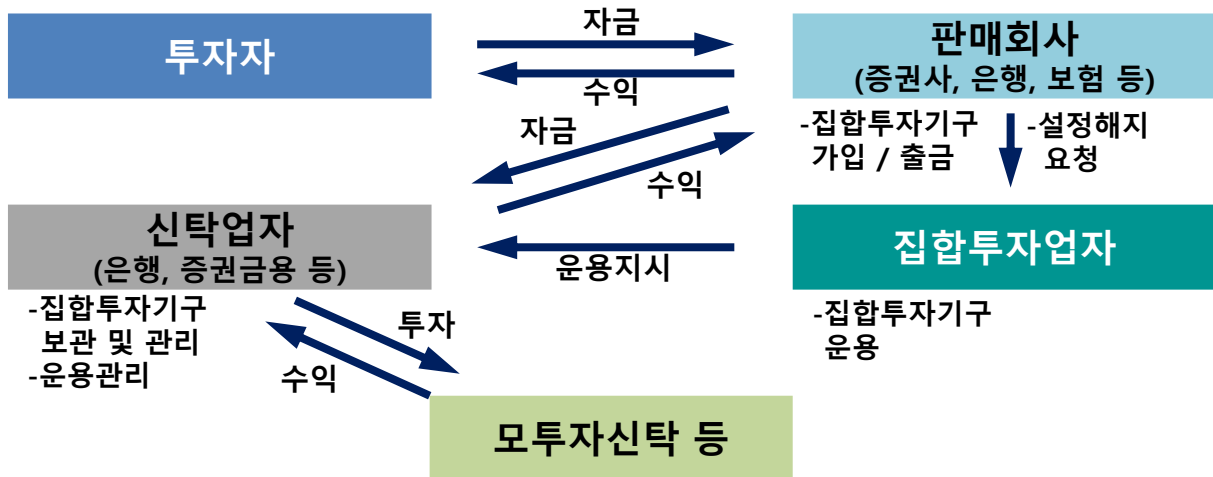 투자자
자금
수익
판매회사
(증권사, 은행, 보험 등)
-집합투자기구
가입 / 출금
-설정해지
요청
자금
수익
신탁업자
(은행, 증권금용 등)
운용지시
집합투자업자
-집합투자기구
보관 및 관리
-운용관리
투자
수익
-집합투자기구
운용
모투자신탁 등